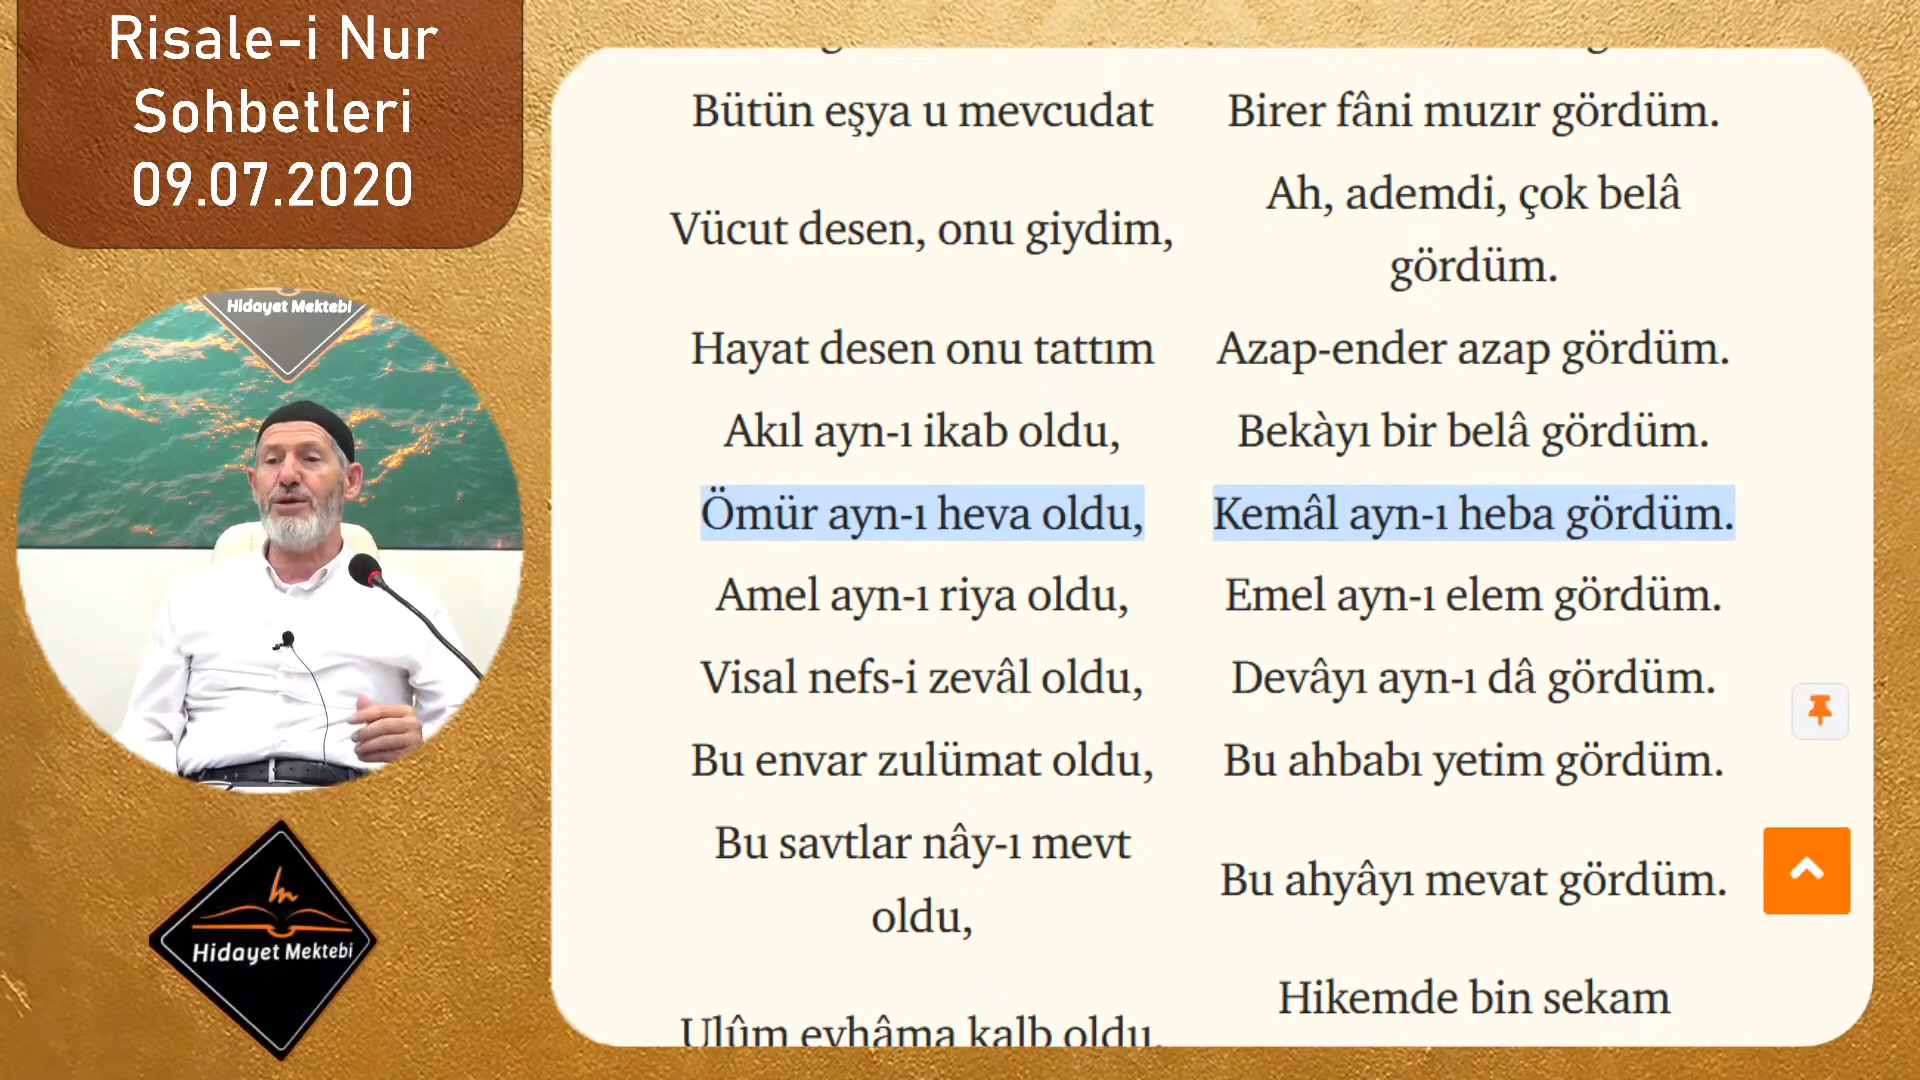 Risale-i Nur
Sohbetleri
09.07.2020
Hidayet Mektebi
Hidayet Mektebi
Bütün eşya u mevcudat Birer fâni muzır gördüm.
Vücut desen, onu giydim, Ah, ademdi, çok belâ
gördüm.
Hayat desen onu tattım Azap-ender azap gördüm.
Akıl ayn-ı ikab oldu, Bekàyı bir belâ gördüm.
Ömür ayn-ı heva oldu, Kemâl ayn-ı heba gördüm.
Amel ayn-ı riya oldu, Emel ayn-ı elem gördüm.
Visal nefs-i zevâl oldu, Devâyı ayn-ı dâ gördüm.
Bu envar zulümat oldu, Bu ahbabı yetim gördüm.
Bu savtlar nây-ı mevt
oldu, Bu ahyâyı mevat gördüm.
Ulûm evhâma kalb oldu, Hikemde bin sekam